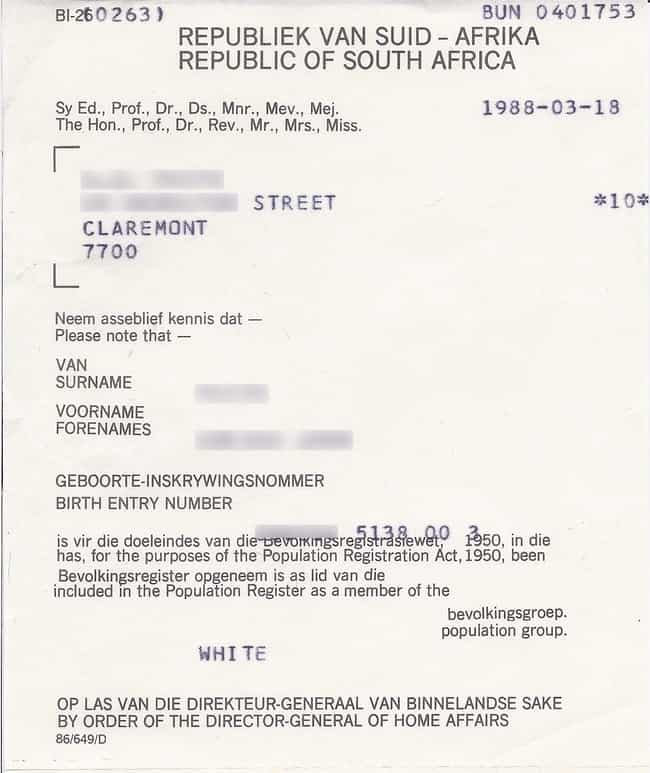 BI-26 60263) BUN 0401753
REPUBLIEK VAN SUID – AFRIKA
REPUBLIC OF SOUTH AFRICA
Sy Ed., Prof., Dr., Ds., Mnr., Mev., Mej.
The Hon., Prof., Dr., Rev., Mr., Mrs., Miss.
1988-03-18
STREET *10*
CLAREMONT
7700
Neem asseblief kennis dat —
Please note that —
VAN
SURNAME
VOORNAME
FORENAMES
GEBOORTE-INSKRYWINGSNOMMER
BIRTH ENTRY NUMBER
5138 00 3
is vir die doeleindes van die Bevolkingsregistrasiewet, 1950, in die
has, for the purposes of the Population Registration Act, 1950, been
Bevolkingsregister opgeneem is as lid van die
included in the Population Register as a member of the
bevolkingsgroep.
population group.
WHITE
OP LAS VAN DIE DIREKTEUR-GENERAAL VAN BINNELANDSE SAKE
BY ORDER OF THE DIRECTOR-GENERAL OF HOME AFFAIRS
86/649/D